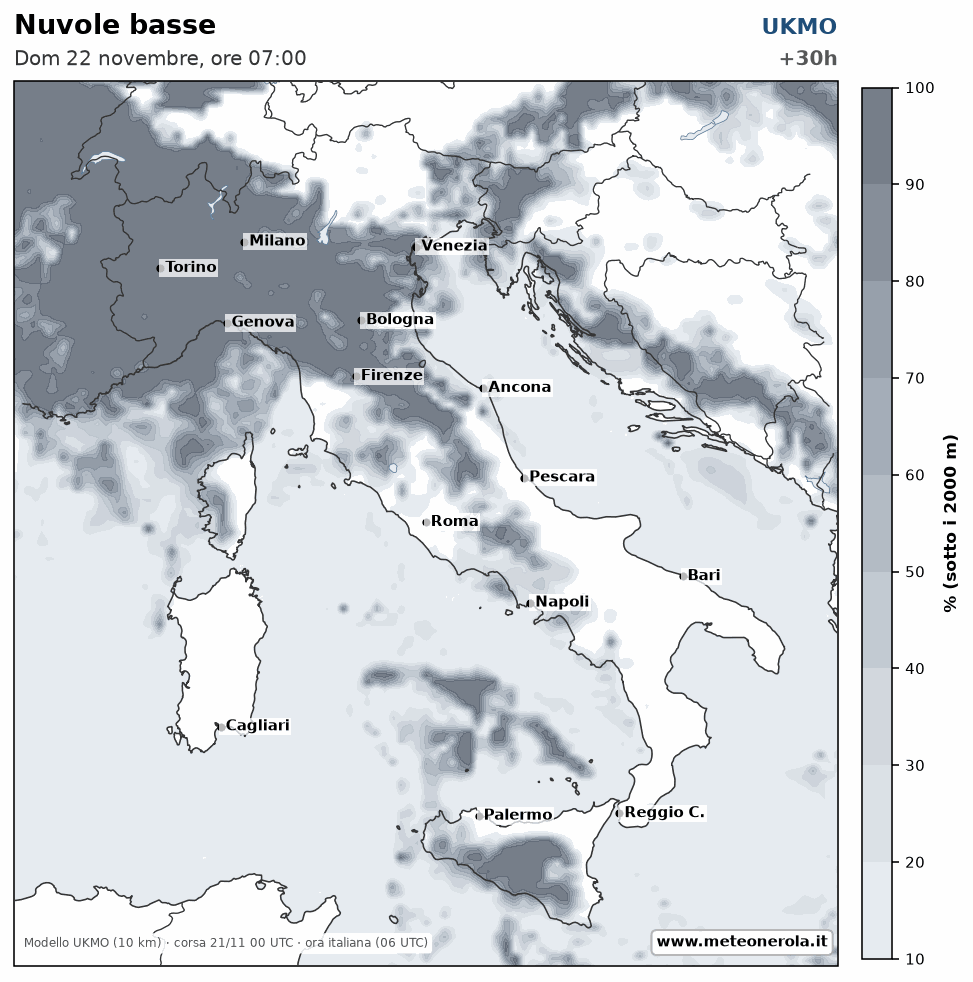 Nuvole basse
UKMO
Dom 22 novembre, ore 07:00
+30h
100
90
80
70
60
50
40
30
20
10
% (sotto i 2000 m)
Milano
Venezia
Torino
Genova
Bologna
Firenze
Ancona
Pescara
Roma
Bari
Napoli
Cagliari
Palermo
Reggio C.
Modello UKMO (10 km) · corsa 21/11 00 UTC · ora italiana (06 UTC)
www.meteonerola.it